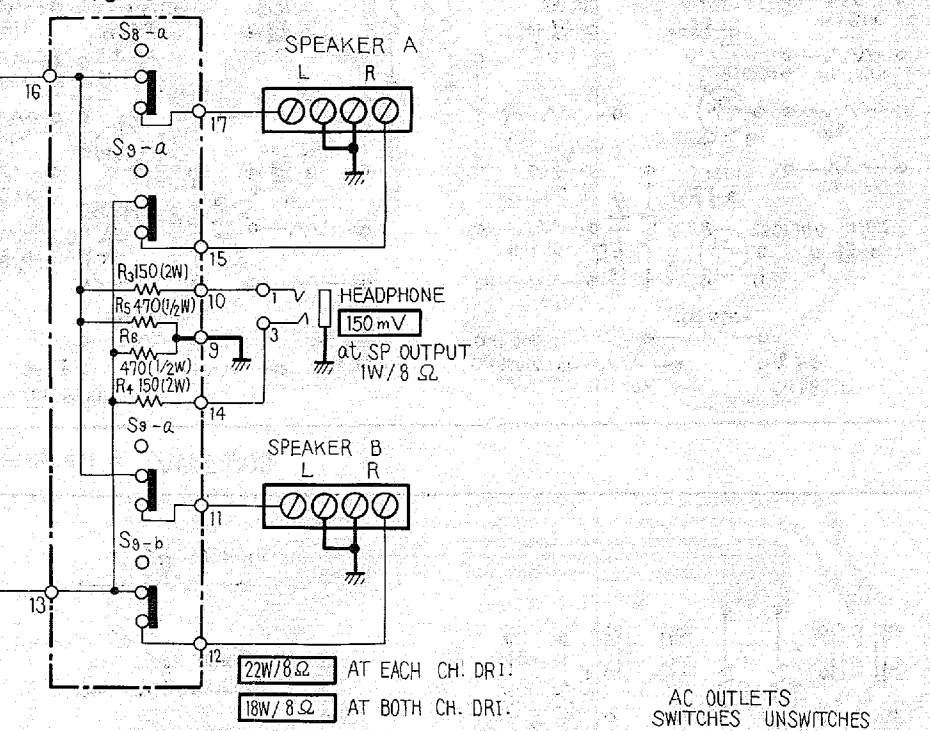 S8-a
SPEAKER A
L R
16
17
S9-a
15
R3 150 (2W)
10
1
HEADPHONE
R5 470 (1/2W)
150 mV
3
9
R6
at SP OUTPUT
470 (1/2W)
1W/8 Ω
R4 150 (2W)
14
S9-a
SPEAKER B
L R
11
S9-b
13
12
22W/8Ω AT EACH CH. DRI.
18W/8Ω AT BOTH CH. DRI.
AC OUTLETS
SWITCHES UNSWITCHES